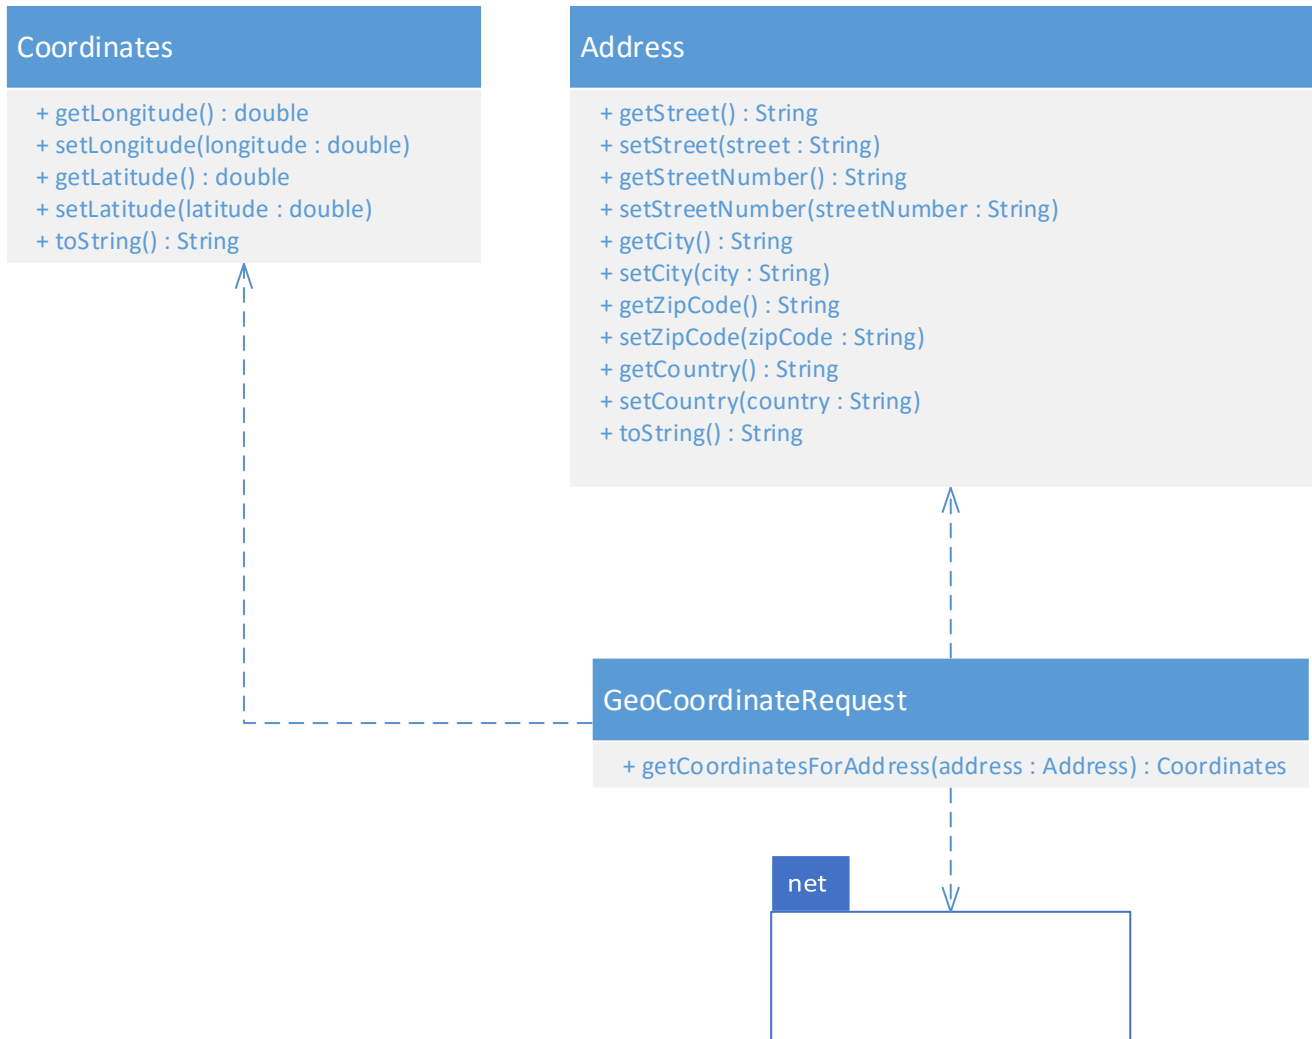 Coordinates
+ getLongitude() : double
+ setLongitude(longitude : double)
+ getLatitude() : double
+ setLatitude(latitude : double)
+ toString() : String
Address
+ getStreet() : String
+ setStreet(street : String)
+ getStreetNumber() : String
+ setStreetNumber(streetNumber : String)
+ getCity() : String
+ setCity(city : String)
+ getZipCode() : String
+ setZipCode(zipCode : String)
+ getCountry() : String
+ setCountry(country : String)
+ toString() : String
GeoCoordinateRequest
+ getCoordinatesForAddress(address : Address) : Coordinates
net